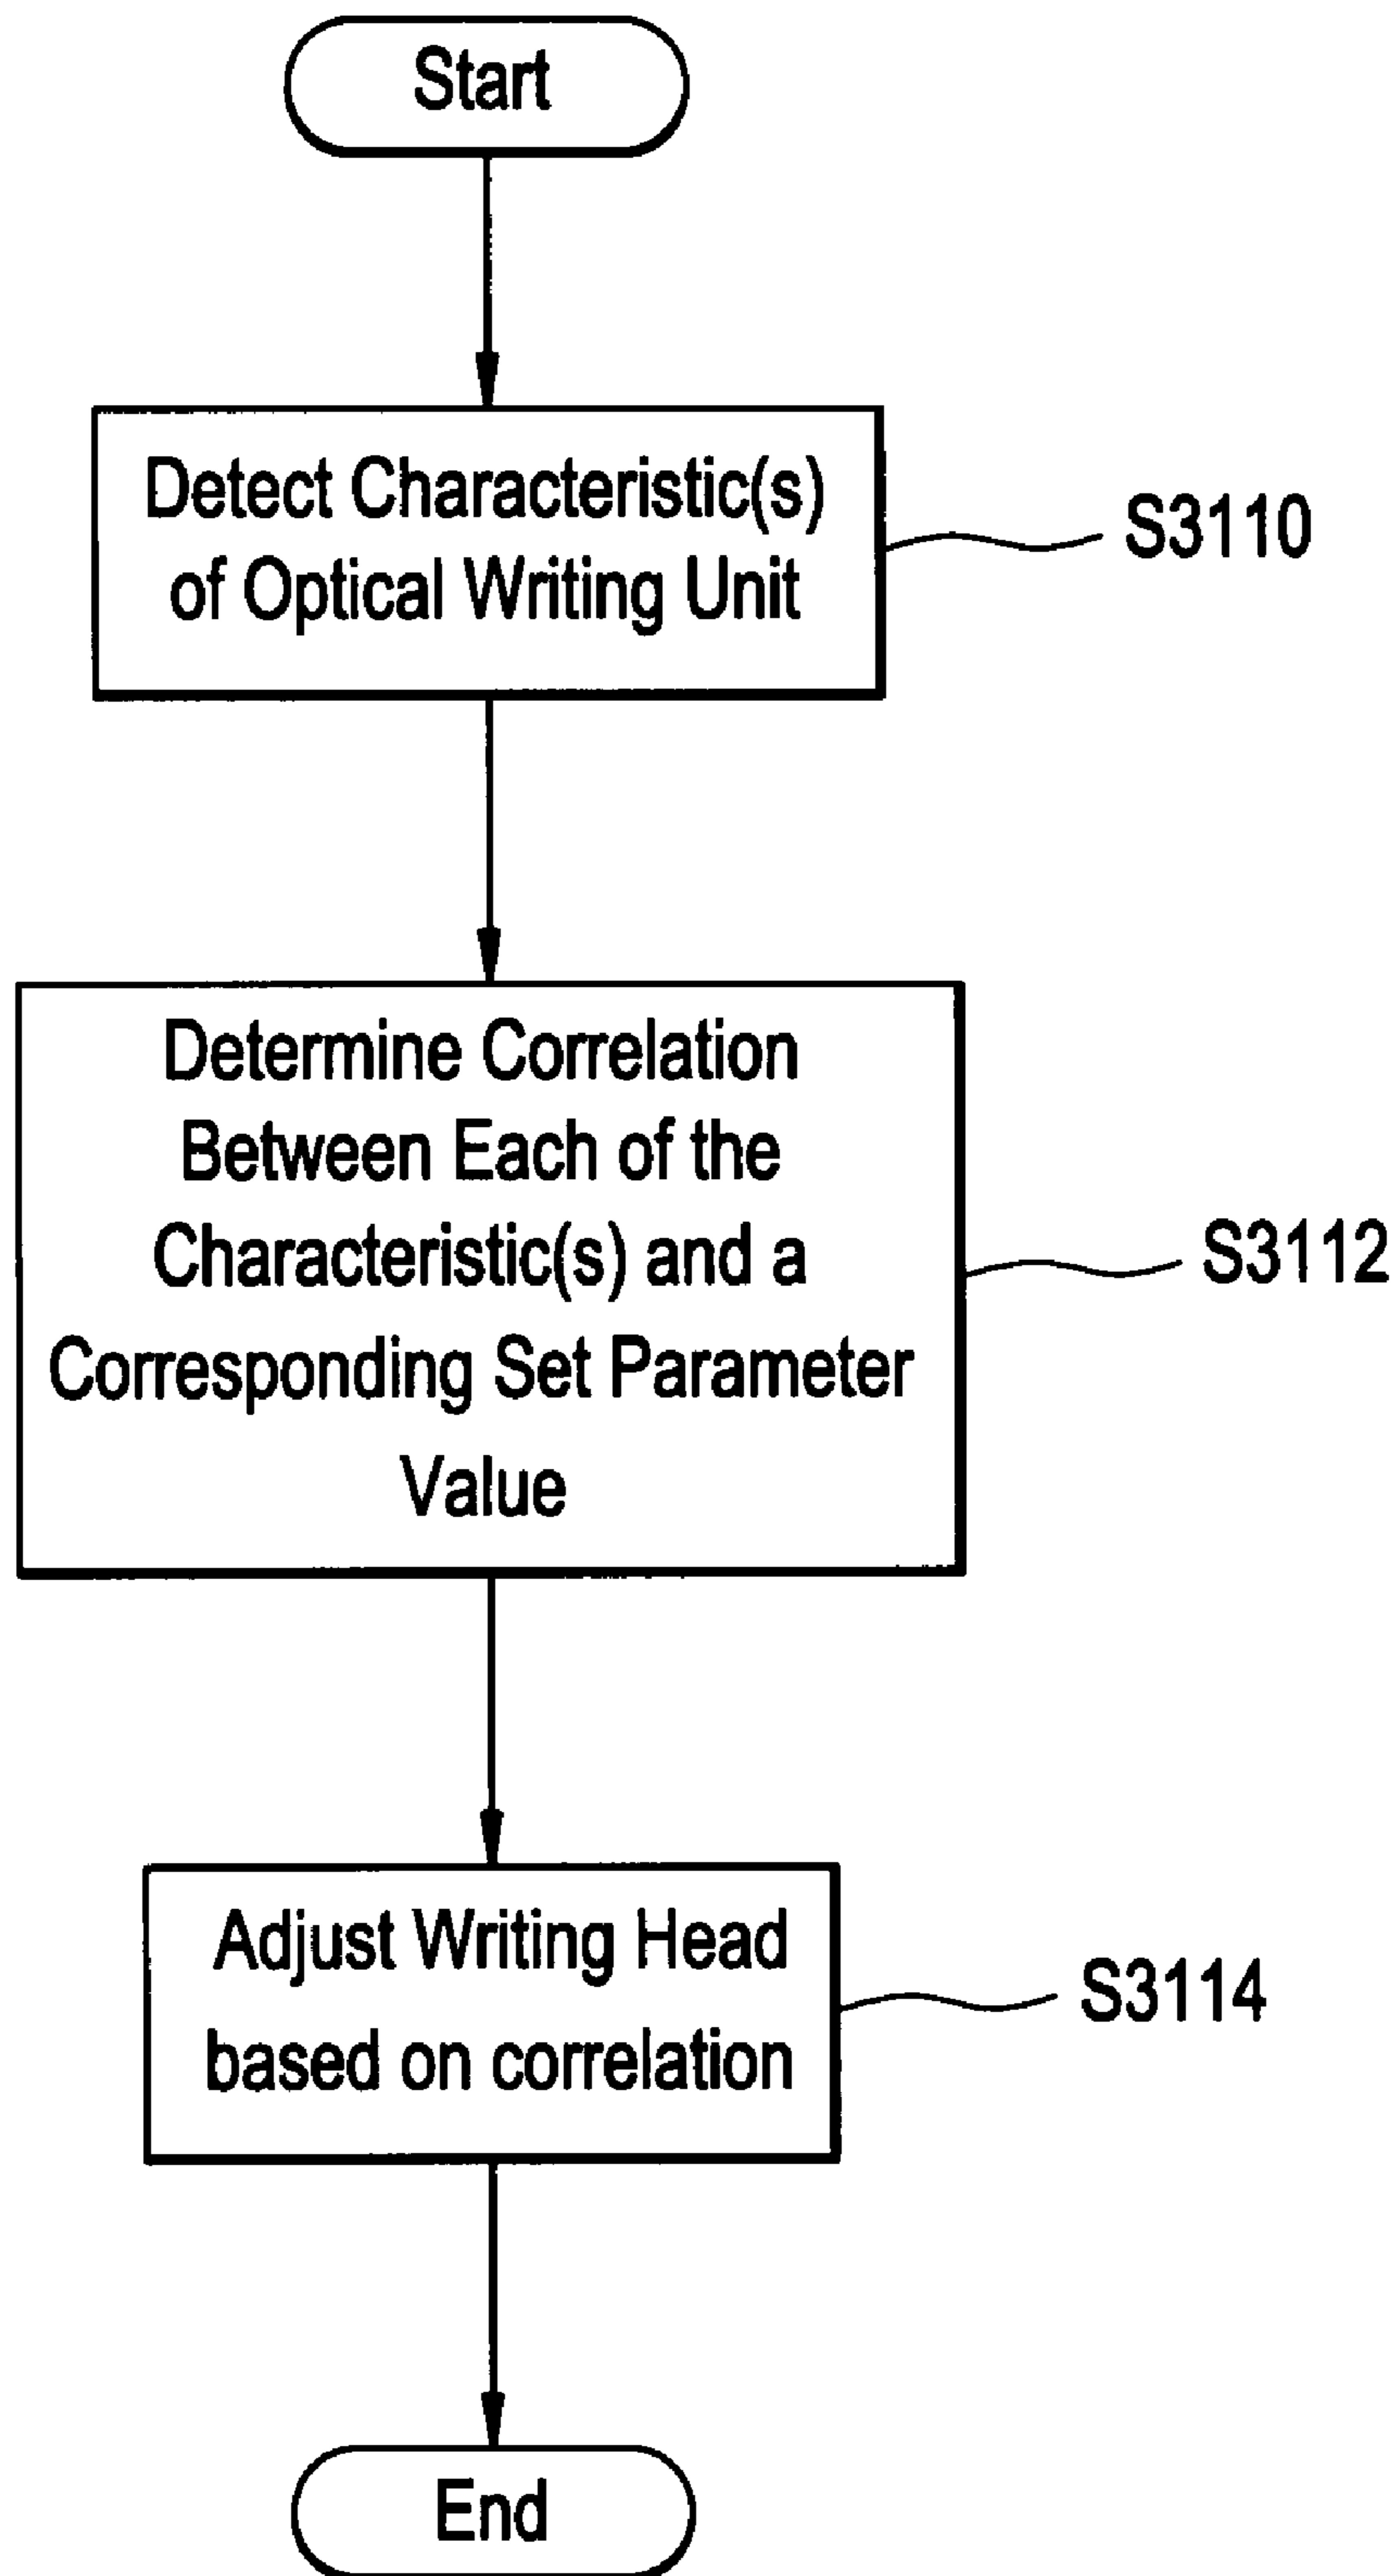 Start
Detect Characteristic(s)
of Optical Writing Unit
S3110
Determine Correlation
Between Each of the
Characteristic(s) and a
Corresponding Set Parameter
Value
S3112
Adjust Writing Head
based on correlation
S3114
End